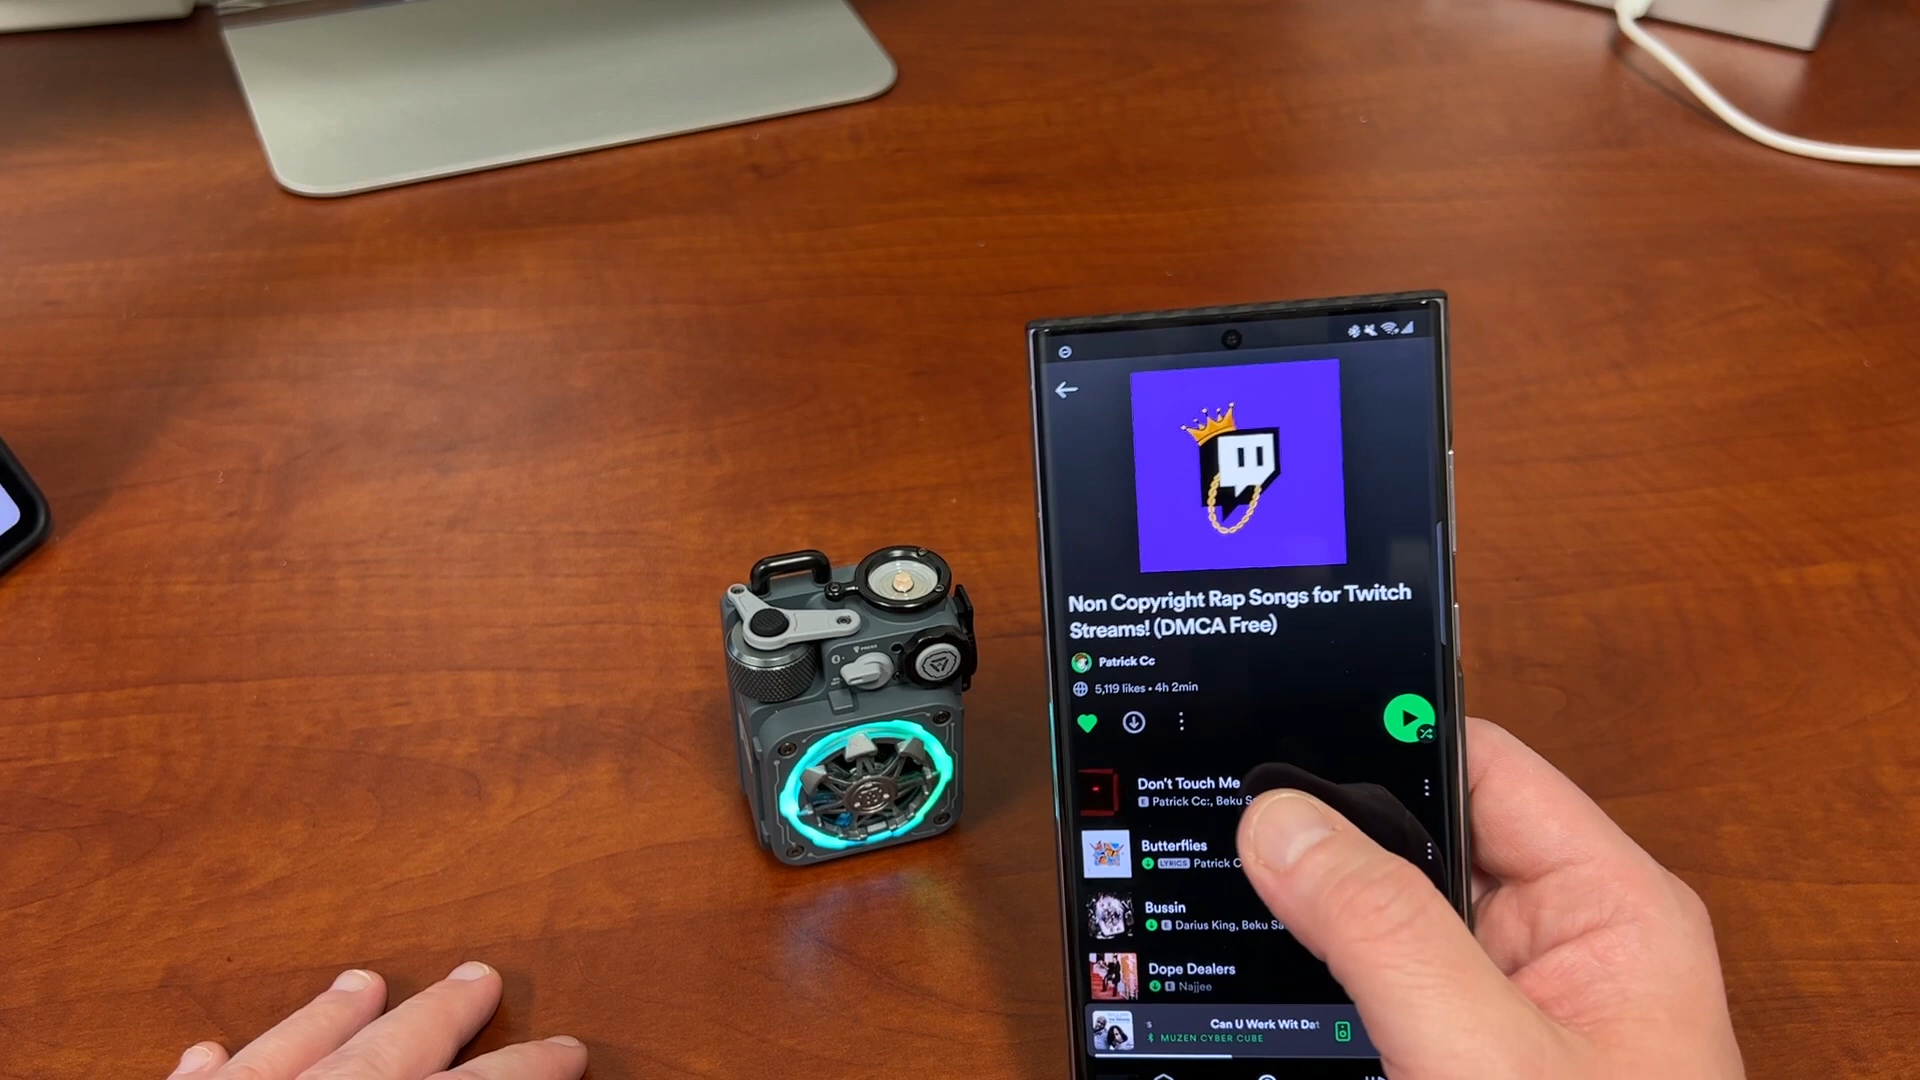 Non Copyright Rap Songs for Twitch
Streams! (DMCA Free)
Patrick Cc
5,119 likes • 4h 2min
Don't Touch Me
E Patrick Cc:, Beku
Butterflies
LYRICS Patrick
Bussin
E Darius King, Beku
Dope Dealers
E Najjee
Can U Werk Wit
MUZEN CYBER CUBE
PRESS